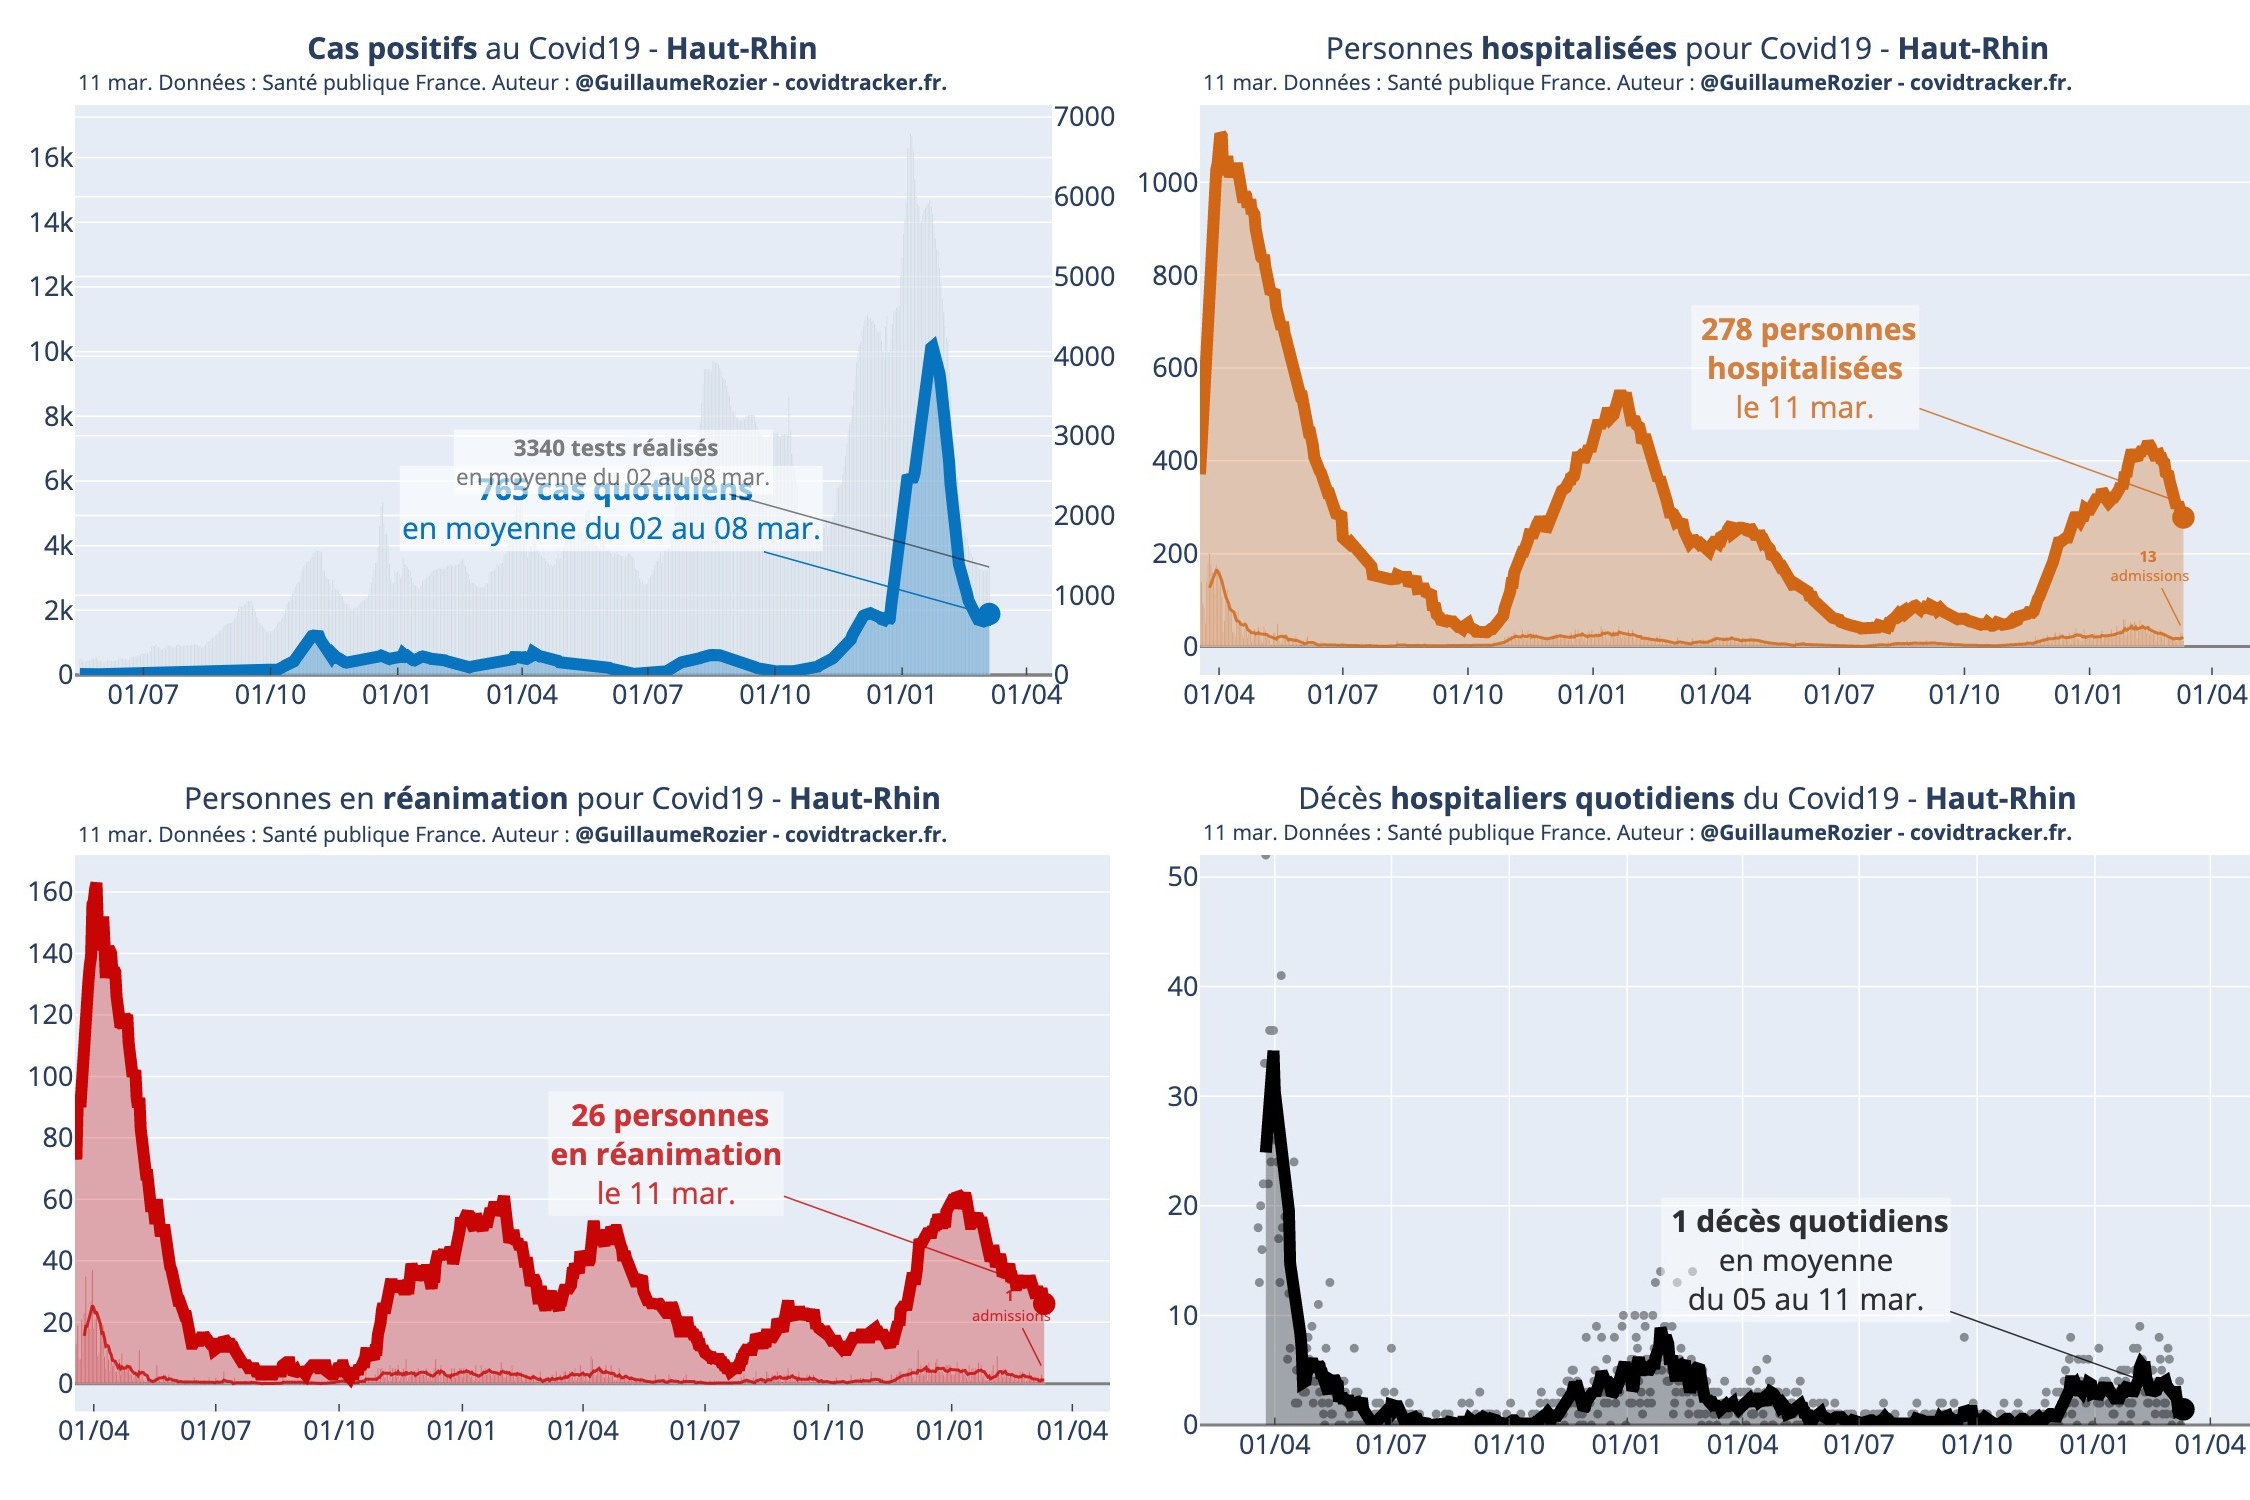 Cas positifs au Covid19 - Haut-Rhin
11 mar. Données : Santé publique France. Auteur : @GuillaumeRozier - covidtracker.fr.
7000
16k
6000
14k
12k
5000
10k
4000
8k
3000
6k
2000
4k
1000
2k
0
0
3340 tests réalisés
en moyenne du 02 au 08 mar.
765 cas quotidiens
en moyenne du 02 au 08 mar.
01/07 01/10 01/01 01/04 01/07 01/10 01/01 01/04
Personnes hospitalisées pour Covid19 - Haut-Rhin
11 mar. Données : Santé publique France. Auteur : @GuillaumeRozier - covidtracker.fr.
1000
800
600
400
200
0
278 personnes
hospitalisées
le 11 mar.
13
admissions
01/04 01/07 01/10 01/01 01/04 01/07 01/10 01/01 01/04
Personnes en réanimation pour Covid19 - Haut-Rhin
11 mar. Données : Santé publique France. Auteur : @GuillaumeRozier - covidtracker.fr.
160
140
120
100
80
60
40
20
0
26 personnes
en réanimation
le 11 mar.
1
admissions
01/04 01/07 01/10 01/01 01/04 01/07 01/10 01/01 01/04
Décès hospitaliers quotidiens du Covid19 - Haut-Rhin
11 mar. Données : Santé publique France. Auteur : @GuillaumeRozier - covidtracker.fr.
50
40
30
20
10
0
1 décès quotidiens
en moyenne
du 05 au 11 mar.
01/04 01/07 01/10 01/01 01/04 01/07 01/10 01/01 01/04